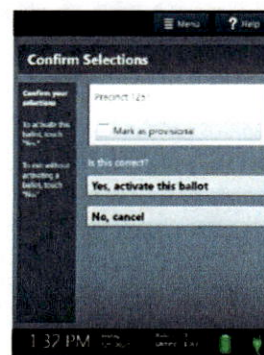 Menu ? Help
Confirm Selections
Confirm your
selections
To activate this
ballot, touch
"Yes."
To exit without
activating a
ballot, touch
"No."
Precinct 123
Mark as provisional
Is this correct?
Yes, activate this ballot
No, cancel
1:32 PM